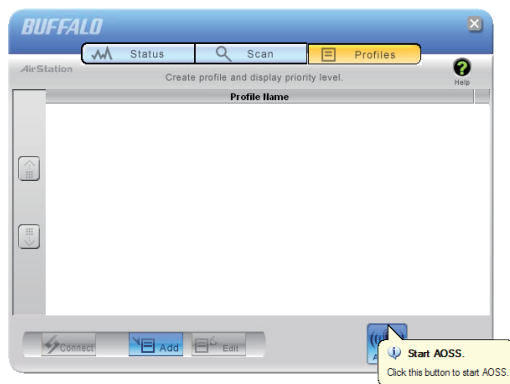 BUFFALO
Status
Scan
Profiles
AirStation
Create profile and display priority level.
Help
Profile Name
Connect
Add
Edit
Start AOSS.
Click this button to start AOSS.